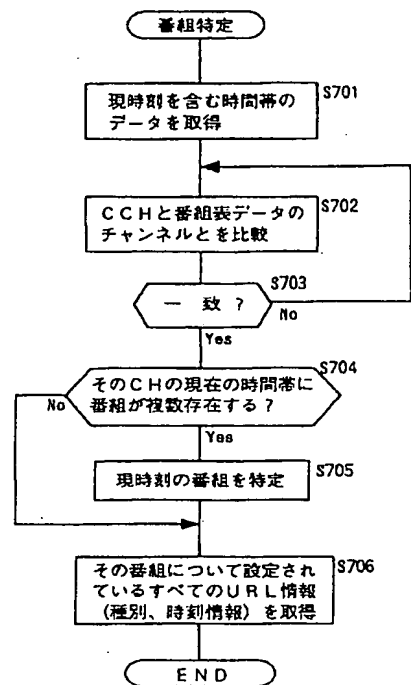 番組特定
S701
現時刻を含む時間帯の
データを取得
S702
CCHと番組表データの
チャンネルとを比較
S703
一致?
No
Yes
S704
そのCHの現在の時間帯に
番組が複数存在する?
No
Yes
S705
現時刻の番組を特定
S706
その番組について設定され
ているすべてのURL情報
(種別、時刻情報)を取得
END